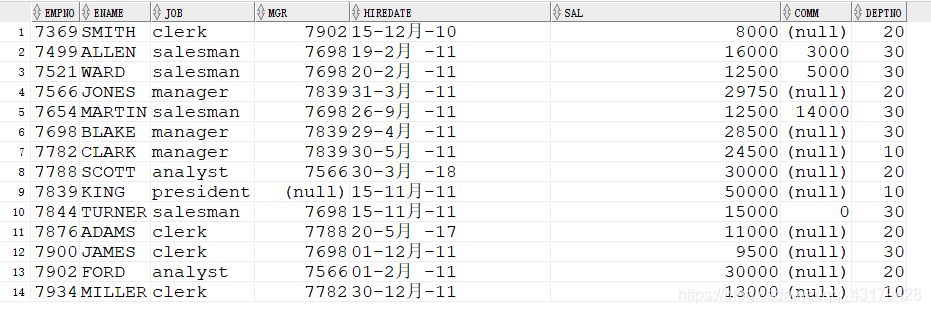 EMPNO ENAME JOB MGR HIREDATE SAL COMM DEPTNO
1 7369 SMITH clerk 7902 15-12月-10 8000 (null) 20
2 7499 ALLEN salesman 7698 19-2月 -11 16000 3000 30
3 7521 WARD salesman 7698 20-2月 -11 12500 5000 30
4 7566 JONES manager 7839 31-3月 -11 29750 (null) 20
5 7654 MARTIN salesman 7698 26-9月 -11 12500 14000 30
6 7698 BLAKE manager 7839 29-4月 -11 28500 (null) 30
7 7782 CLARK manager 7839 30-5月 -11 24500 (null) 10
8 7788 SCOTT analyst 7566 30-3月 -18 30000 (null) 20
9 7839 KING president (null) 15-11月-11 50000 (null) 10
10 7844 TURNER salesman 7698 15-11月-11 15000 0 30
11 7876 ADAMS clerk 7788 20-5月 -17 11000 (null) 20
12 7900 JAMES clerk 7698 01-12月-11 9500 (null) 30
13 7902 FORD analyst 7566 01-2月 -11 30000 (null) 20
14 7934 MILLER clerk 7782 30-12月-11 13000 (null) 10